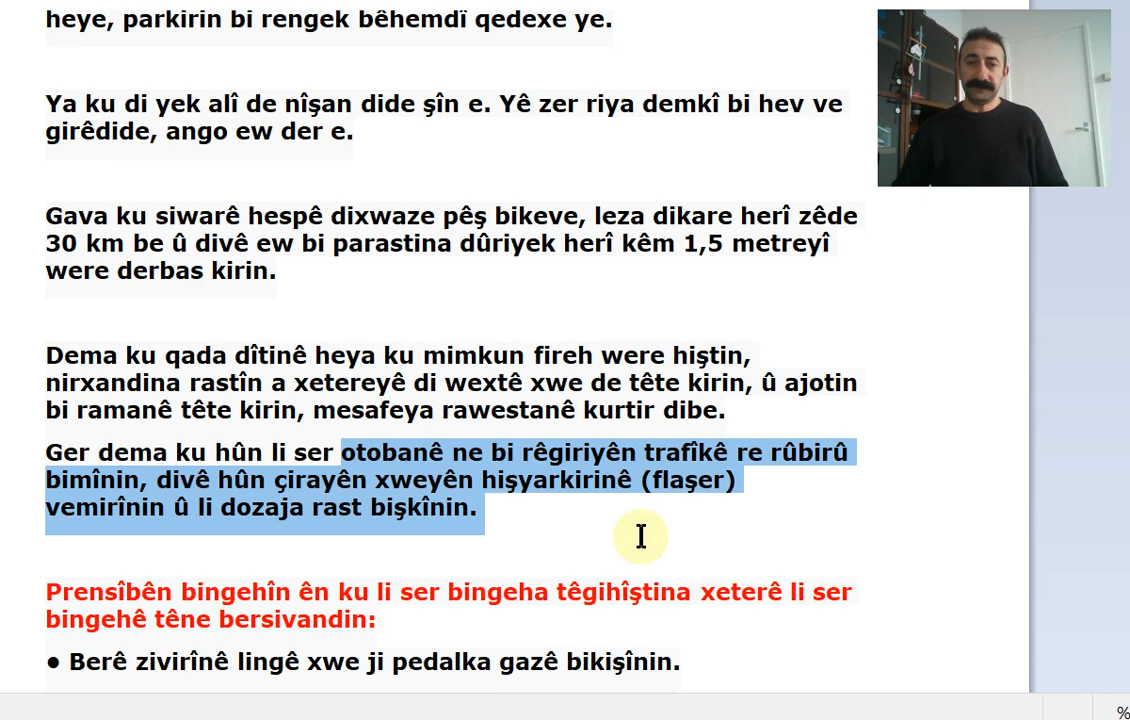 heye, parkirin bi rengek bêhemdî qedexe ye.
Ya ku di yek alî de nîşan dide şîn e. Yê zer riya demkî bi hev ve
girêdide, ango ew der e.
Gava ku siwarê hespê dixwaze pêş bikeve, leza dikare herî zêde
30 km be û divê ew bi parastina dûriyek herî kêm 1,5 metreyî
were derbas kirin.
Dema ku qada dîtinê heya ku mimkun fireh were hiştin,
nirxandina rastîn a xetereyê di wextê xwe de tête kirin, û ajotin
bi ramanê tête kirin, mesafeya rawestanê kurtir dibe.
Ger dema ku hûn li ser otobanê ne bi rêgiriyên trafîkê re rûbirû
bimînin, divê hûn çirayên xweyên hişyarkirinê (flaşer)
vemirînin û li dozaja rast bişkînin.
Prensîbên bingehîn ên ku li ser bingeha têgihîştina xeterê li ser
bingehê têne bersivandin:
● Berê zivirînê lingê xwe ji pedalka gazê bikişînin.
%